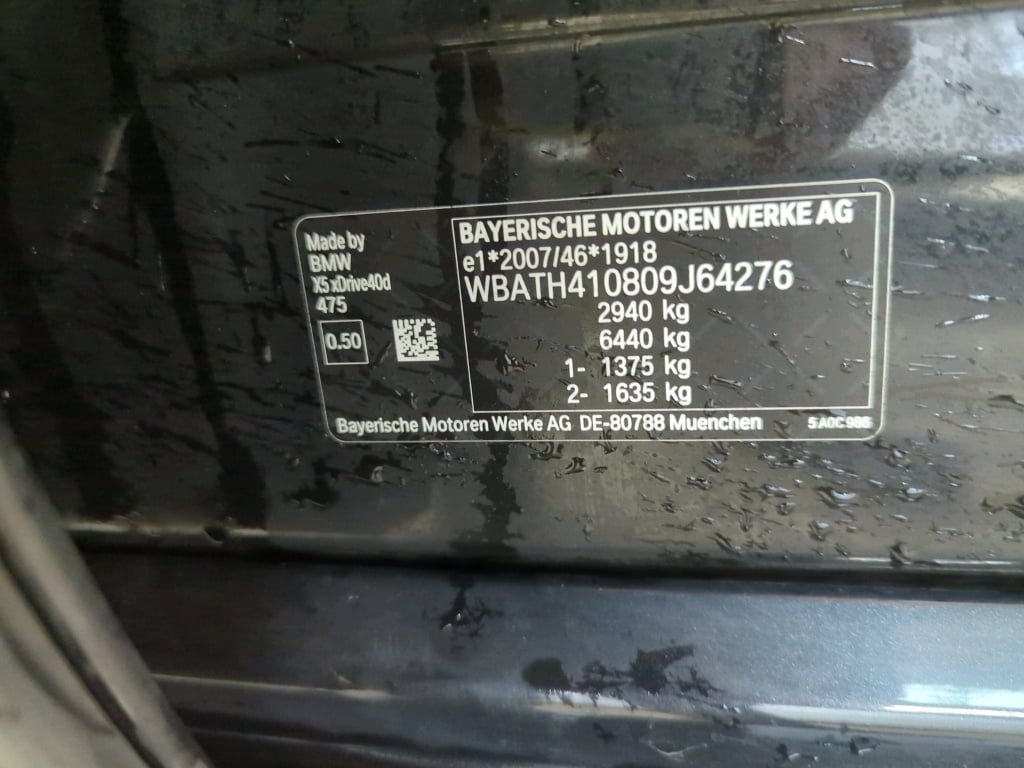 Made by
BMW
X5 xDrive40d
475
0.50
BAYERISCHE MOTOREN WERKE AG
e1*2007/46*1918
WBATH410809J64276
2940 kg
6440 kg
1- 1375 kg
2- 1635 kg
Bayerische Motoren Werke AG DE-80788 Muenchen
5A0C986